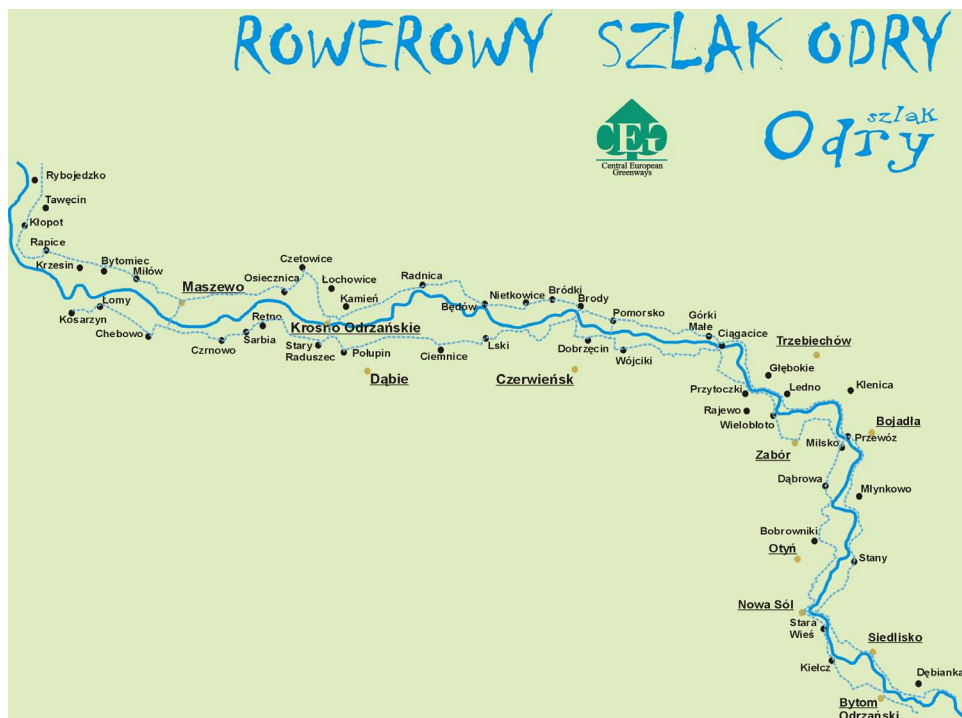 ROWEROWY SZLAK ODRY
szlak
Odry
CEG
Central European
Greenways
Rybojedzko
Tawęcin
Kłopot
Rapice
Krzesin
Bytomiec
Miłów
Maszewo
Czetowice
Osiecznica
Łochowice
Kamień
Radnica
Będów
Nietkowice
Bródki
Brody
Pomorsko
Górki
Małe
Ciągacice
Trzebiechów
Kosarzyn
Łomy
Chebowo
Czrnowo
Retno
Sarbia
Krosno Odrzańskie
Stary
Raduszec
Połupin
Dąbie
Ciemnice
Lski
Czerwieńsk
Dobrzęcin
Wójciki
Głębokie
Przytoczki
Ledno
Klenica
Rajewo
Wielobłoto
Bojadła
Zabór
Milsko
Przewóz
Dąbrowa
Młynkowo
Bobrowniki
Otyń
Stany
Nowa Sól
Stara
Wieś
Siedlisko
Kiełcz
Dębianka
Bytom
Odrzański